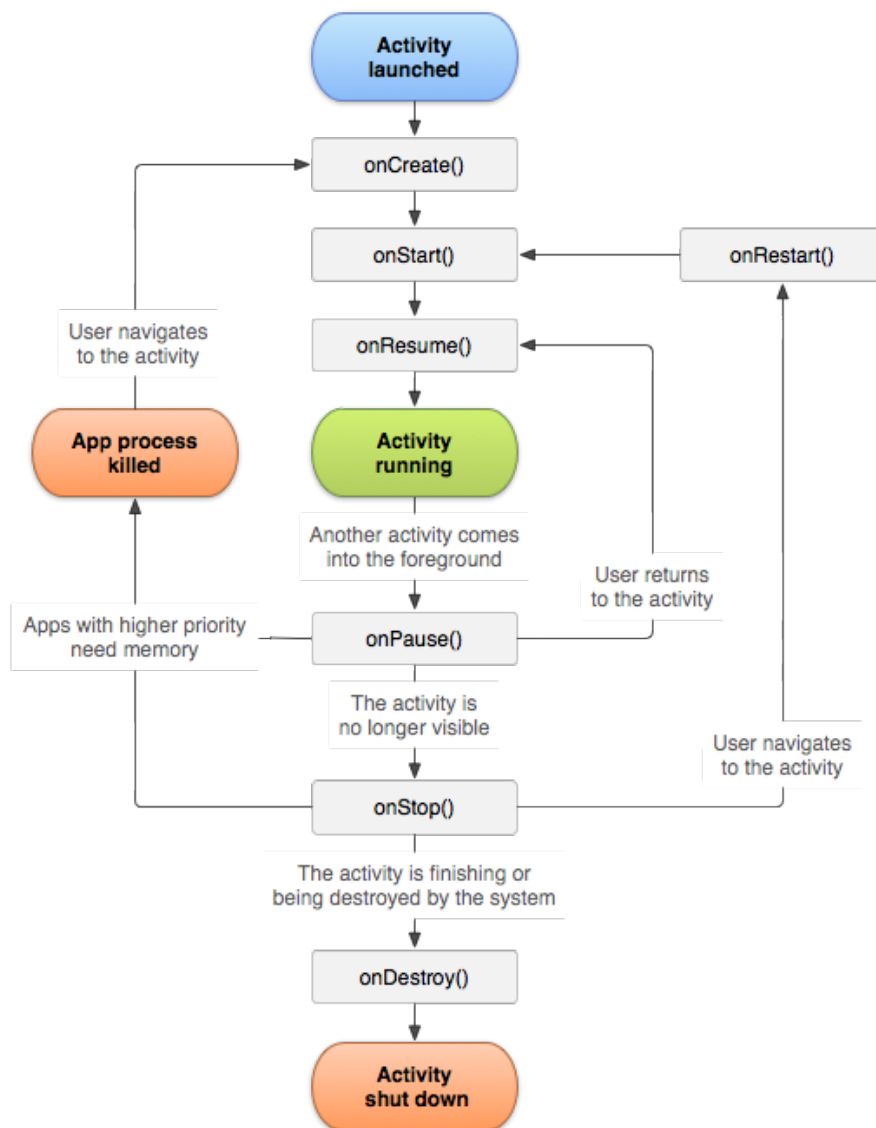 Activity
launched
onCreate()
onStart()
onRestart()
User navigates
to the activity
onResume()
App process
killed
Activity
running
Another activity comes
into the foreground
User returns
to the activity
Apps with higher priority
need memory
onPause()
The activity is
no longer visible
User navigates
to the activity
onStop()
The activity is finishing or
being destroyed by the system
onDestroy()
Activity
shut down